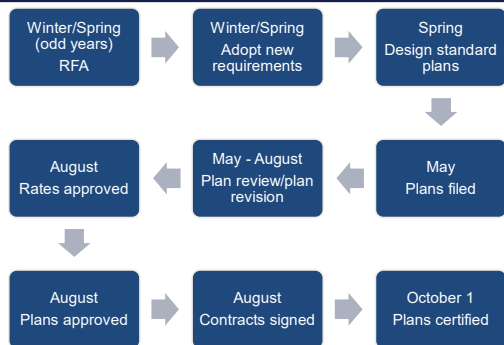 Winter/Spring
(odd years)
RFA
Winter/Spring
Adopt new
requirements
Spring
Design standard
plans
May
Plans filed
May - August
Plan review/plan
revision
August
Rates approved
August
Plans approved
August
Contracts signed
October 1
Plans certified